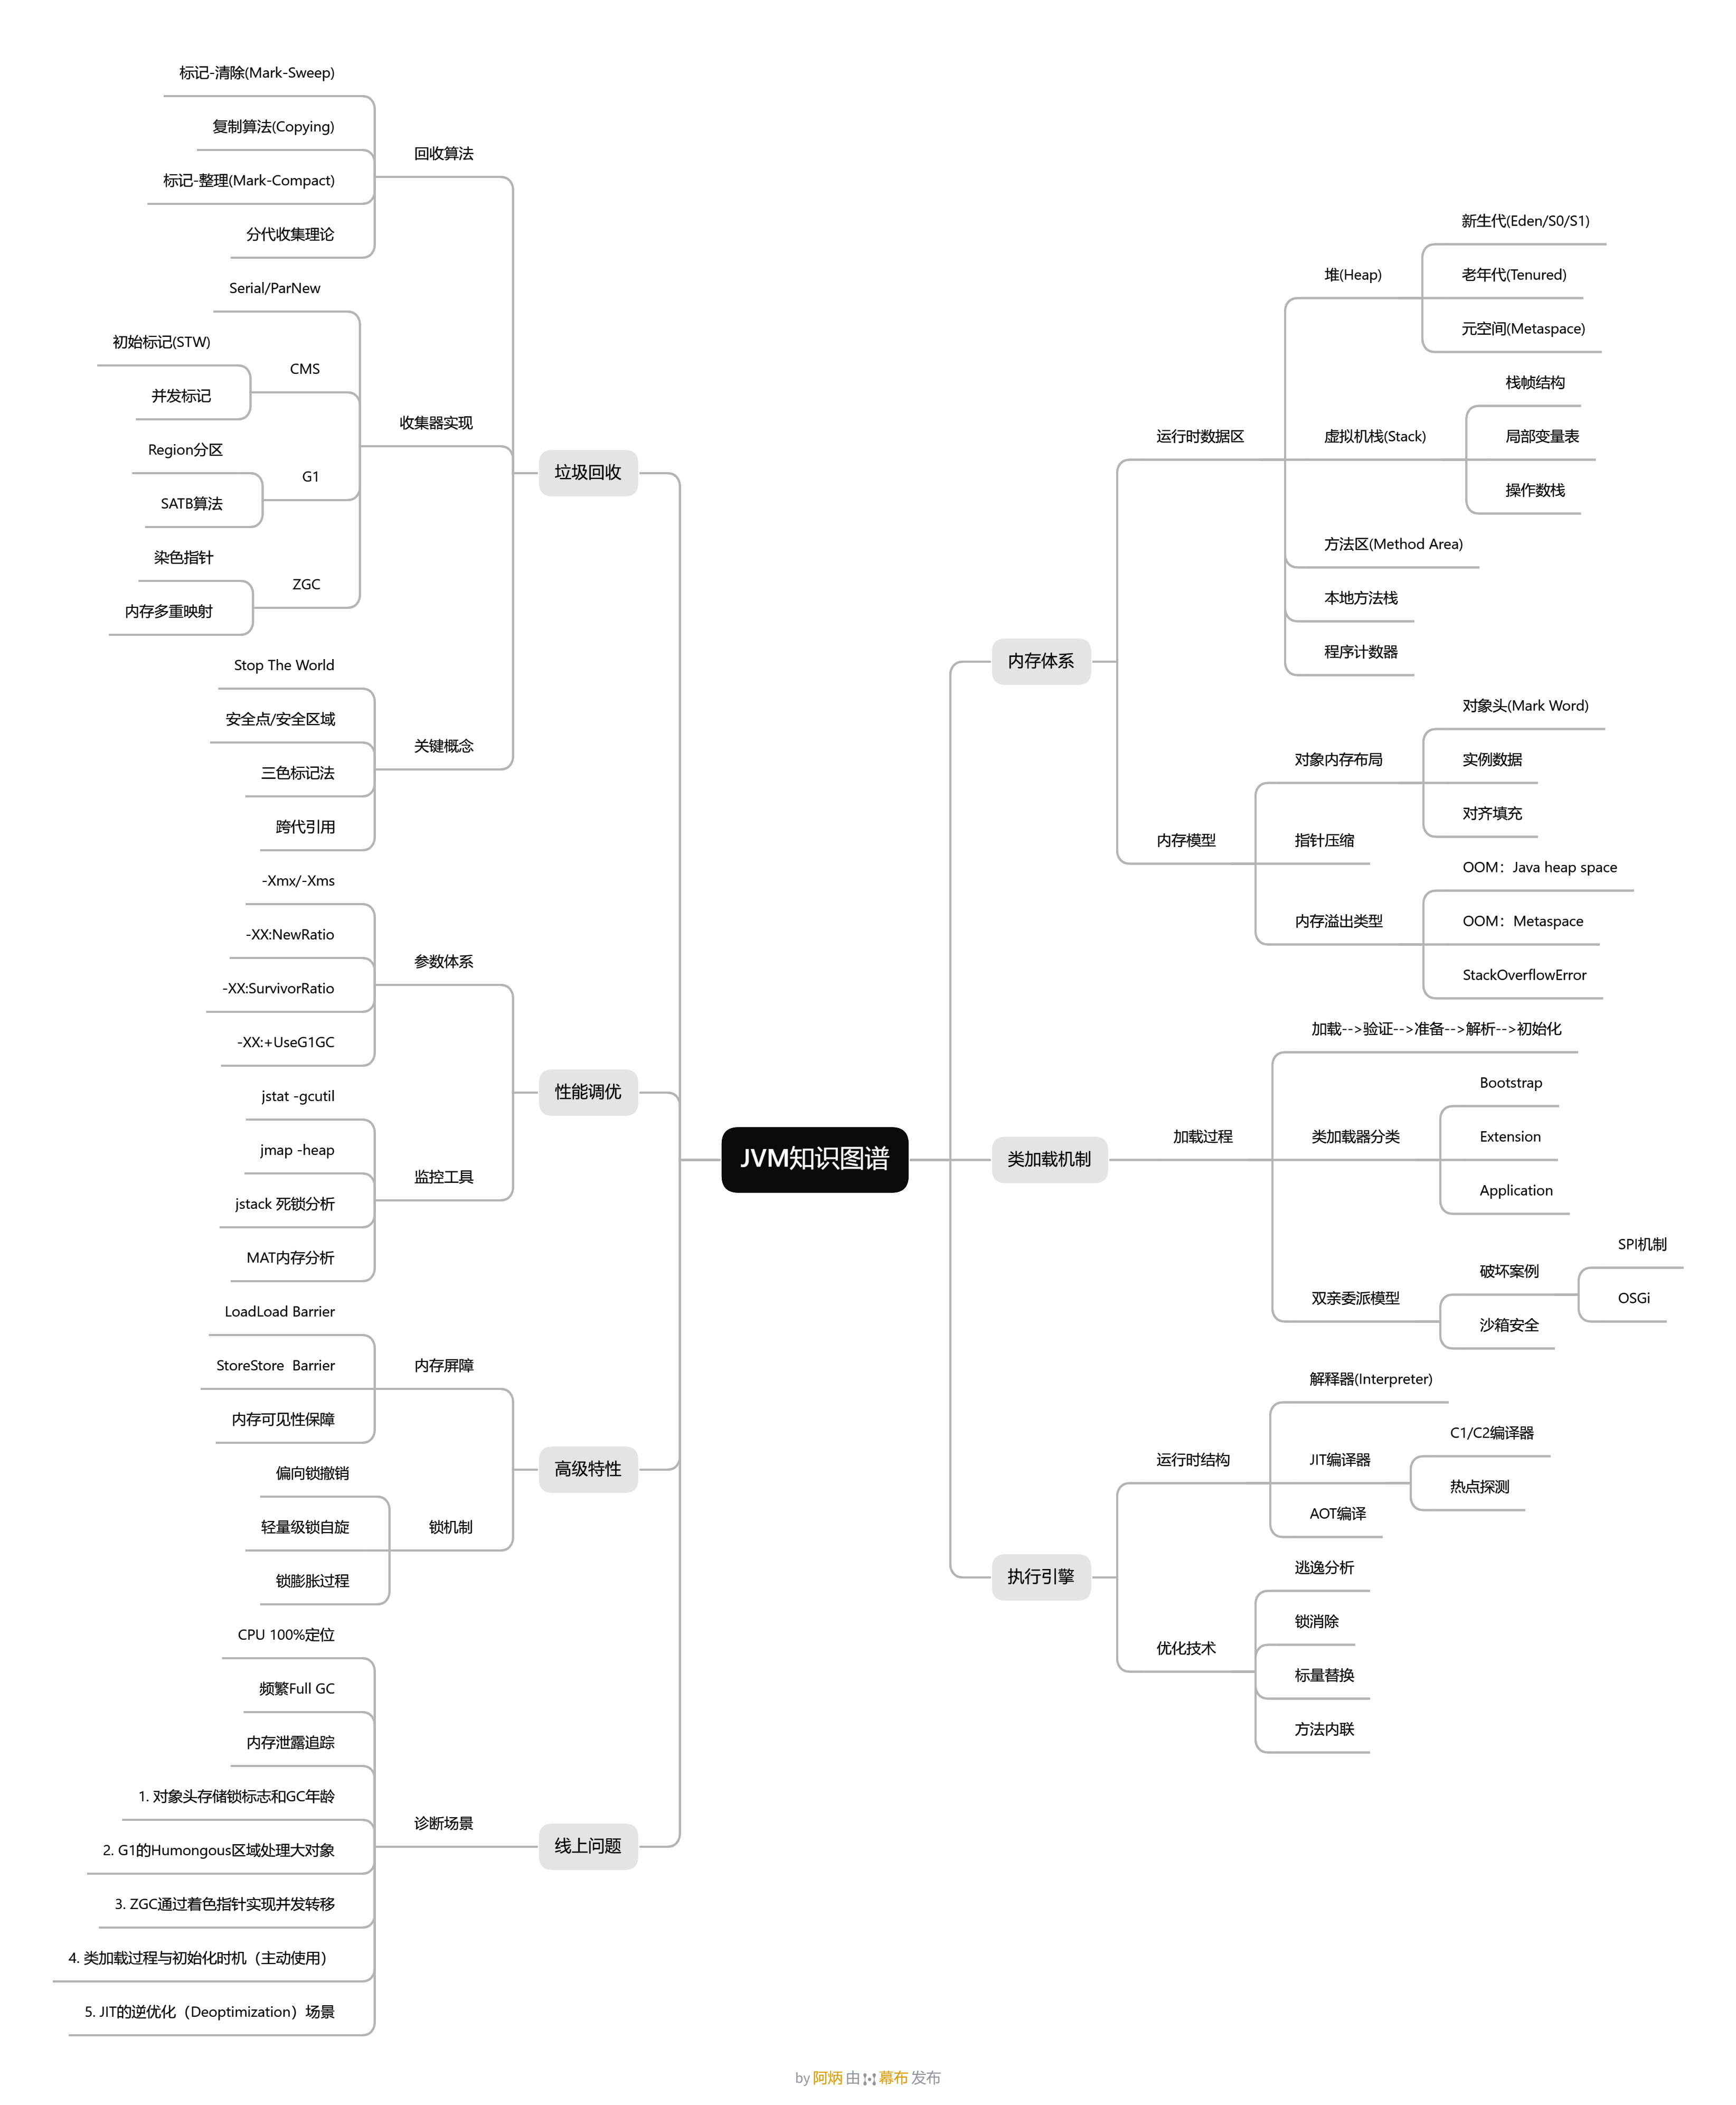 JVM知识图谱
垃圾回收
回收算法
标记-清除(Mark-Sweep)
复制算法(Copying)
标记-整理(Mark-Compact)
分代收集理论
收集器实现
Serial/ParNew
CMS
初始标记(STW)
并发标记
G1
Region分区
SATB算法
ZGC
染色指针
内存多重映射
关键概念
Stop The World
安全点/安全区域
三色标记法
跨代引用
性能调优
参数体系
-Xmx/-Xms
-XX:NewRatio
-XX:SurvivorRatio
-XX:+UseG1GC
监控工具
jstat -gcutil
jmap -heap
jstack 死锁分析
MAT内存分析
高级特性
内存屏障
LoadLoad Barrier
StoreStore  Barrier
内存可见性保障
锁机制
偏向锁撤销
轻量级锁自旋
锁膨胀过程
线上问题
诊断场景
CPU 100%定位
频繁Full GC
内存泄露追踪
1. 对象头存储锁标志和GC年龄
2. G1的Humongous区域处理大对象
3. ZGC通过着色指针实现并发转移
4. 类加载过程与初始化时机（主动使用）
5. JIT的逆优化（Deoptimization）场景
内存体系
运行时数据区
堆(Heap)
新生代(Eden/S0/S1)
老年代(Tenured)
元空间(Metaspace)
虚拟机栈(Stack)
栈帧结构
局部变量表
操作数栈
方法区(Method Area)
本地方法栈
程序计数器
内存模型
对象内存布局
对象头(Mark Word)
实例数据
对齐填充
指针压缩
内存溢出类型
OOM：Java heap space
OOM：Metaspace
StackOverflowError
类加载机制
加载过程
加载-->验证-->准备-->解析-->初始化
类加载器分类
Bootstrap
Extension
Application
双亲委派模型
破坏案例
SPI机制
OSGi
沙箱安全
执行引擎
运行时结构
解释器(Interpreter)
JIT编译器
C1/C2编译器
热点探测
AOT编译
优化技术
逃逸分析
锁消除
标量替换
方法内联
by 阿炳 由 幕布 发布